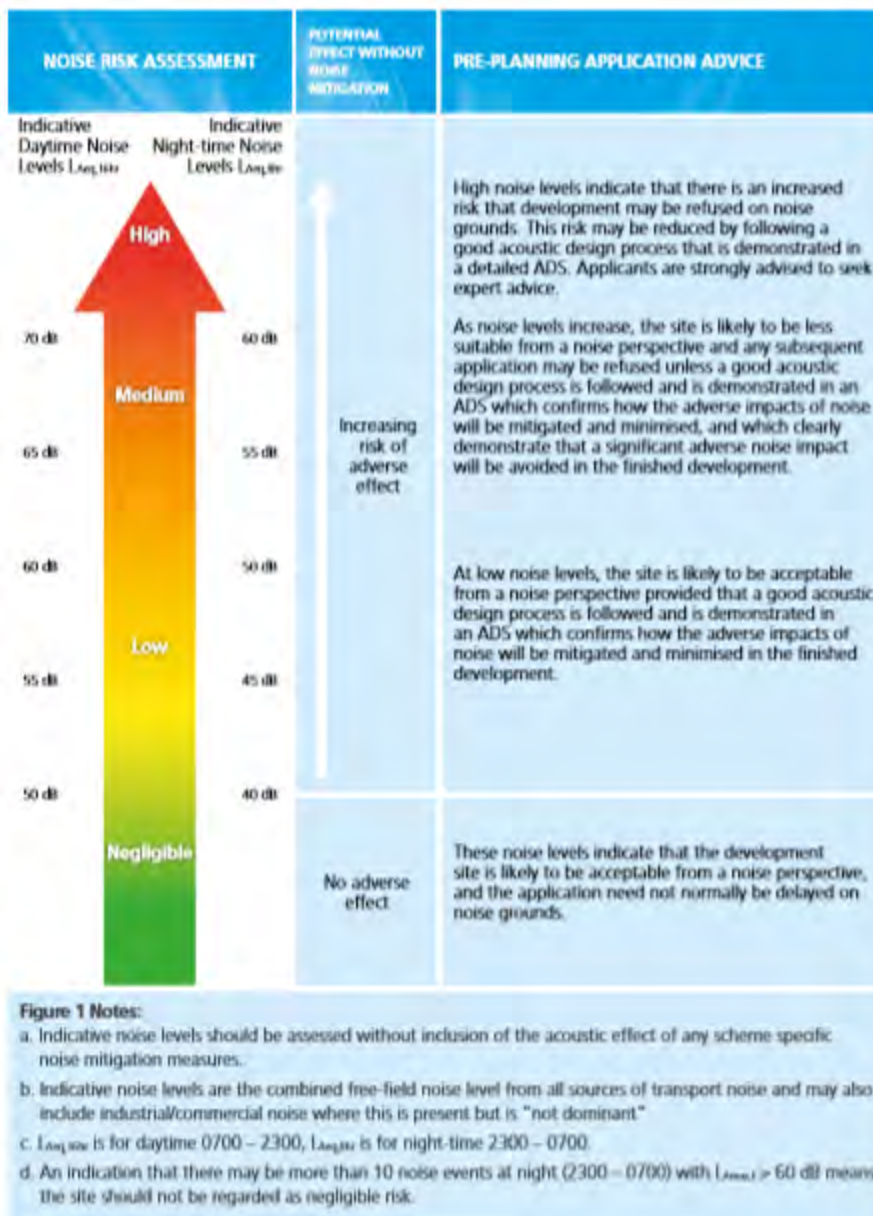 NOISE RISK ASSESSMENT
POTENTIAL
EFFECT WITHOUT
NOISE
MITIGATION
PRE-PLANNING APPLICATION ADVICE
Indicative
Daytime Noise
Levels LAeq,16hr
Indicative
Night-time Noise
Levels LAeq,8hr
High
70 dB
60 dB
Medium
65 dB
55 dB
60 dB
50 dB
Low
55 dB
45 dB
50 dB
40 dB
Negligible
Increasing
risk of
adverse
effect
No adverse
effect
High noise levels indicate that there is an increased
risk that development may be refused on noise
grounds. This risk may be reduced by following a
good acoustic design process that is demonstrated in
a detailed ADS. Applicants are strongly advised to seek
expert advice.
As noise levels increase, the site is likely to be less
suitable from a noise perspective and any subsequent
application may be refused unless a good acoustic
design process is followed and is demonstrated in an
ADS which confirms how the adverse impacts of noise
will be mitigated and minimised, and which clearly
demonstrate that a significant adverse noise impact
will be avoided in the finished development.
At low noise levels, the site is likely to be acceptable
from a noise perspective provided that a good acoustic
design process is followed and is demonstrated in
an ADS which confirms how the adverse impacts of
noise will be mitigated and minimised in the finished
development.
These noise levels indicate that the development
site is likely to be acceptable from a noise perspective,
and the application need not normally be delayed on
noise grounds.
Figure 1 Notes:
a. Indicative noise levels should be assessed without inclusion of the acoustic effect of any scheme specific
noise mitigation measures.
b. Indicative noise levels are the combined free-field noise level from all sources of transport noise and may also
include industrial/commercial noise where this is present but is "not dominant"
c. LAeq,16hr is for daytime 0700 – 2300, LAeq,8hr is for night-time 2300 – 0700.
d. An indication that there may be more than 10 noise events at night (2300 – 0700) with LAmax,F > 60 dB means
the site should not be regarded as negligible risk.